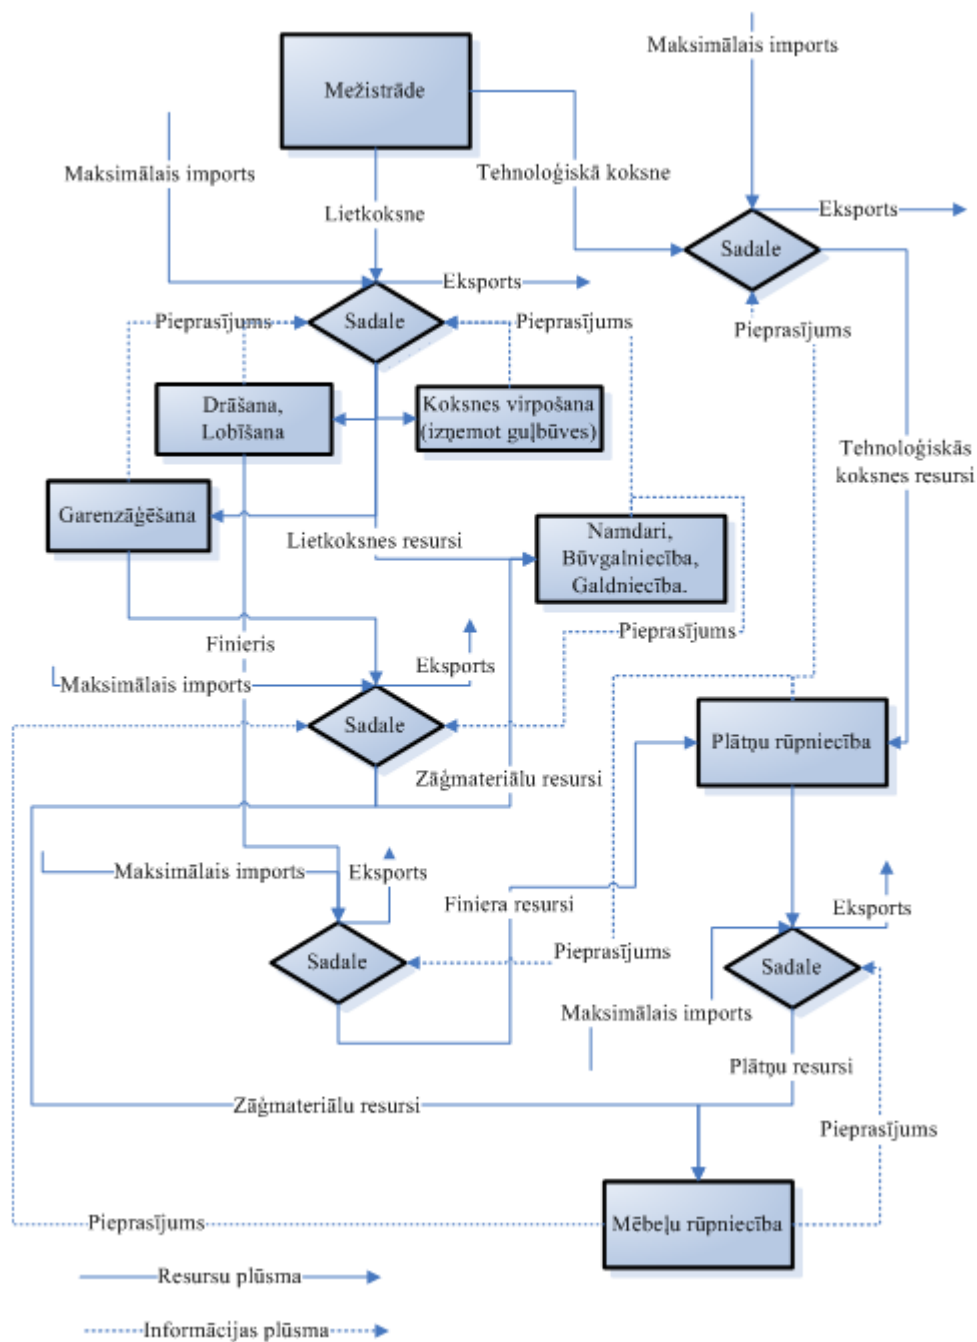 Maksimālais imports
Mežistrāde
Maksimālais imports
Tehnoloģiskā koksne
Lietkoksne
Eksports
Sadale
Eksports
Pieprasījums
Sadale
Pieprasījums
Pieprasījums
Drāšana,
Lobīšana
Koksnes virpošana
(izņemot guļbūves)
Tehnoloģiskās
koksnes resursi
Garenzāģēšana
Lietkoksnes resursi
Namdari,
Būvgalniecība,
Galdniecība.
Pieprasījums
Finieris
Eksports
Maksimālais imports
Sadale
Plātņu rūpniecība
Zāģmateriālu resursi
Maksimālais imports
Eksports
Finiera resursi
Eksports
Pieprasījums
Sadale
Sadale
Maksimālais imports
Plātņu resursi
Zāģmateriālu resursi
Pieprasījums
Pieprasījums
Mēbeļu rūpniecība
Resursu plūsma
Informācijas plūsma